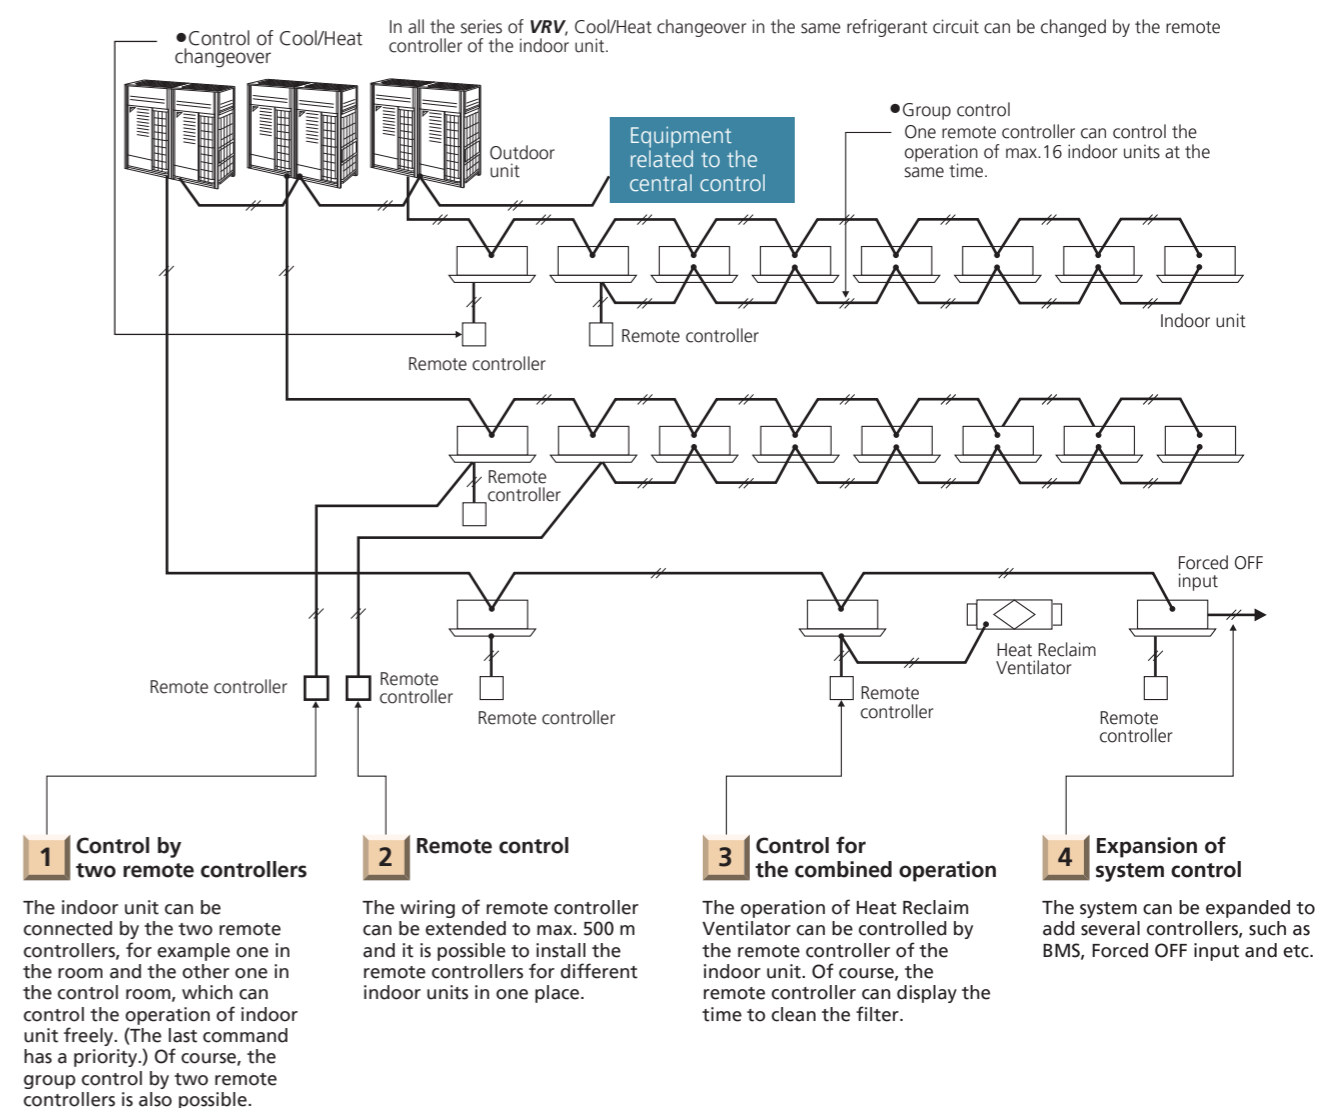 ●Control of Cool/Heat
changeover
In all the series of VRV, Cool/Heat changeover in the same refrigerant circuit can be changed by the remote
controller of the indoor unit.
●Group control
One remote controller can control the
operation of max.16 indoor units at the
same time.
Outdoor
unit
Equipment
related to the
central control
Indoor unit
Remote controller
Remote controller
Remote
controller
Forced OFF
input
Heat Reclaim
Ventilator
Remote controller
Remote
controller
Remote controller
Remote
controller
Remote
controller
1
Control by
two remote controllers
The indoor unit can be
connected by the two remote
controllers, for example one in
the room and the other one in
the control room, which can
control the operation of indoor
unit freely. (The last command
has a priority.) Of course, the
group control by two remote
controllers is also possible.
2
Remote control
The wiring of remote controller
can be extended to max. 500 m
and it is possible to install the
remote controllers for different
indoor units in one place.
3
Control for
the combined operation
The operation of Heat Reclaim
Ventilator can be controlled by
the remote controller of the
indoor unit. Of course, the
remote controller can display the
time to clean the filter.
4
Expansion of
system control
The system can be expanded to
add several controllers, such as
BMS, Forced OFF input and etc.